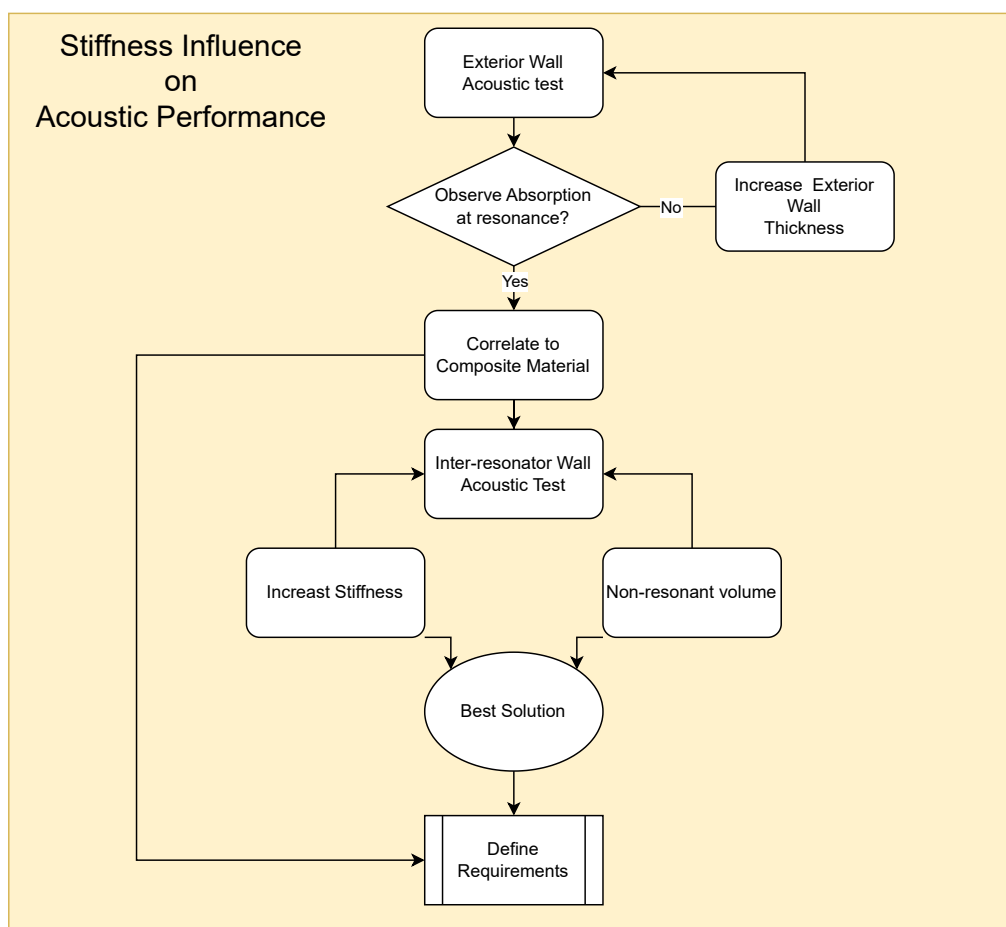 Stiffness Influence
on
Acoustic Performance
Exterior Wall
Acoustic test
Observe Absorption
at resonance?
No
Increase Exterior
Wall
Thickness
Yes
Correlate to
Composite Material
Inter-resonator Wall
Acoustic Test
Increast Stiffness
Non-resonant volume
Best Solution
Define
Requirements